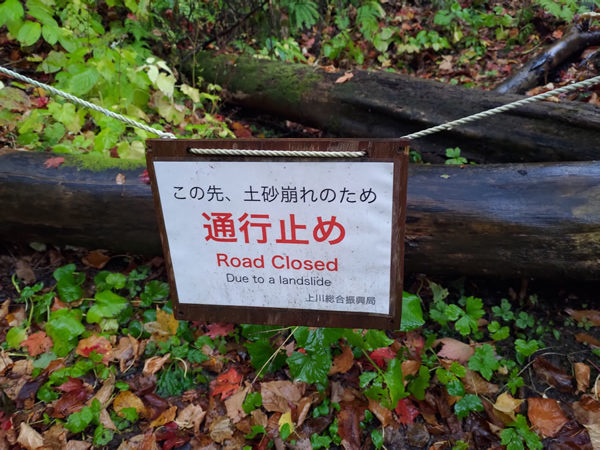 この先、土砂崩れのため
通行止め
Road Closed
Due to a landslide
上川総合振興局